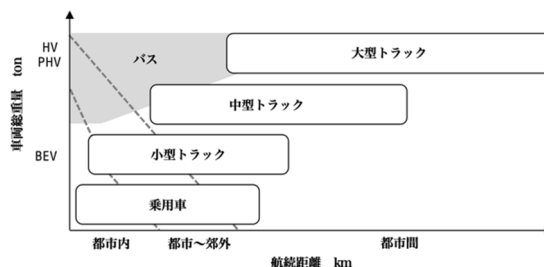 HV
PHV
車両総重量 ton
BEV
バス
大型トラック
中型トラック
小型トラック
乗用車
都市内
都市～郊外
都市間
航続距離 km